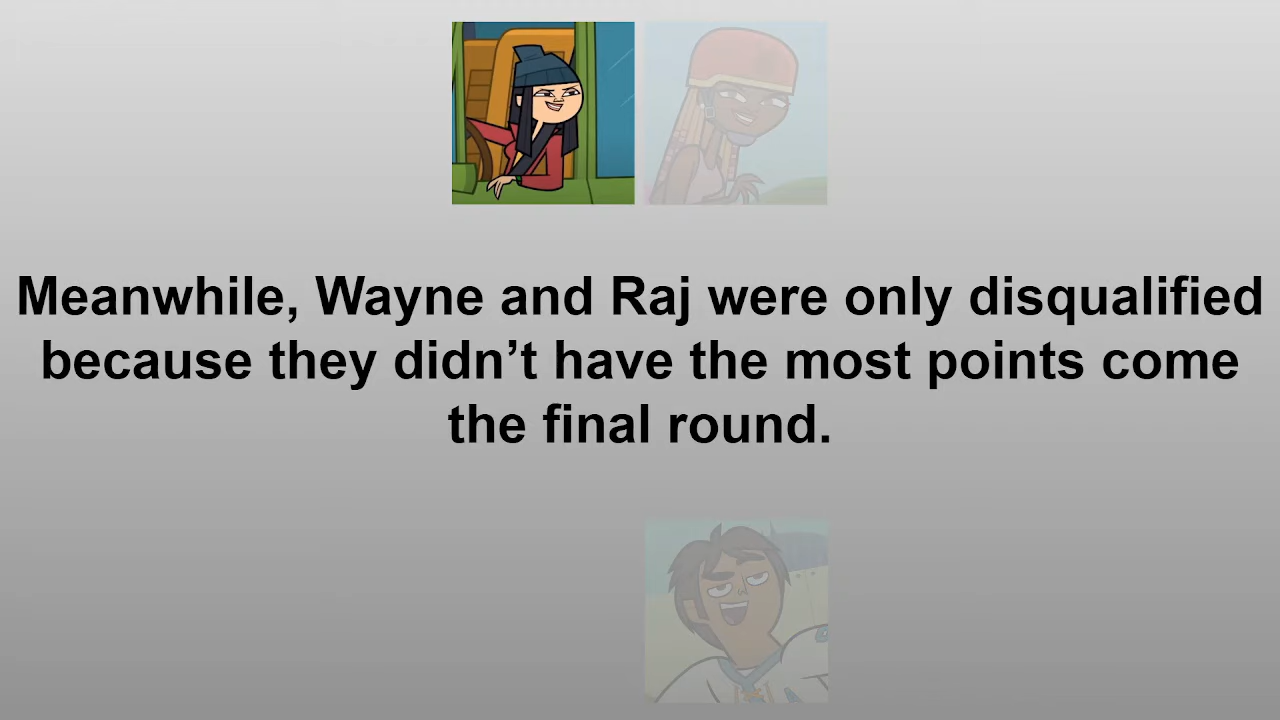 Meanwhile, Wayne and Raj were only disqualified
because they didn’t have the most points come
the final round.